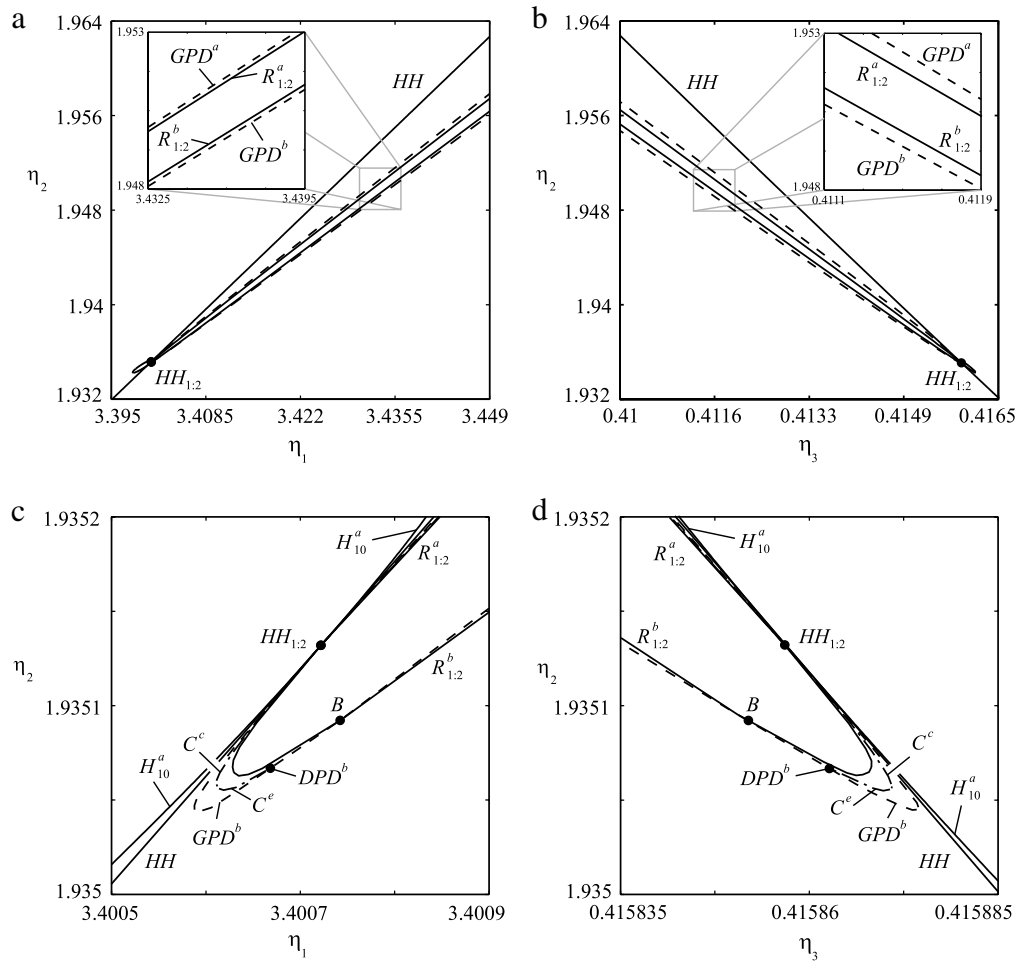 a
1.964
1.956
1.948
1.94
1.932
η2
3.395
3.4085
3.422
3.4355
3.449
η1
1.953
1.948
3.4325
3.4395
GPD^a
R^a_1:2
R^b_1:2
GPD^b
HH
HH_1:2
b
1.964
1.956
1.948
1.94
1.932
η2
0.41
0.4116
0.4133
0.4149
0.4165
η3
1.953
1.948
0.4111
0.4119
GPD^a
R^a_1:2
R^b_1:2
GPD^b
HH
HH_1:2
c
1.9352
1.9351
1.935
η2
3.4005
3.4007
3.4009
η1
H^a_10
R^a_1:2
HH_1:2
R^b_1:2
B
C^c
DPD^b
H^a_10
C^e
GPD^b
HH
d
1.9352
1.9351
1.935
η2
0.415835
0.41586
0.415885
η3
H^a_10
R^a_1:2
R^b_1:2
HH_1:2
B
C^c
DPD^b
C^e
H^a_10
GPD^b
HH